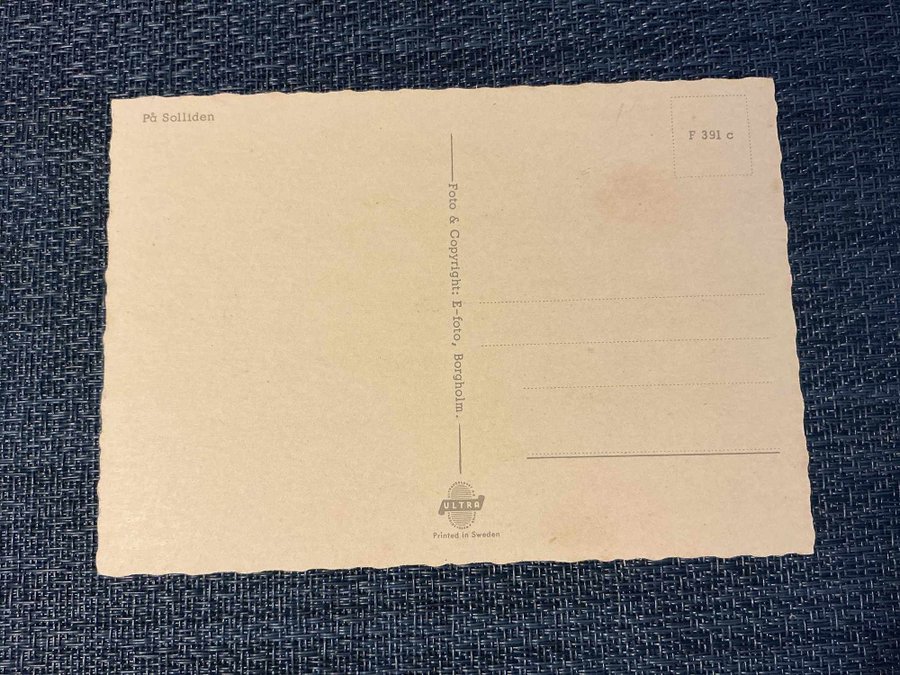 På Solliden
F 391 c
Foto & Copyright: E-foto, Borgholm.
ULTRA
Printed in Sweden